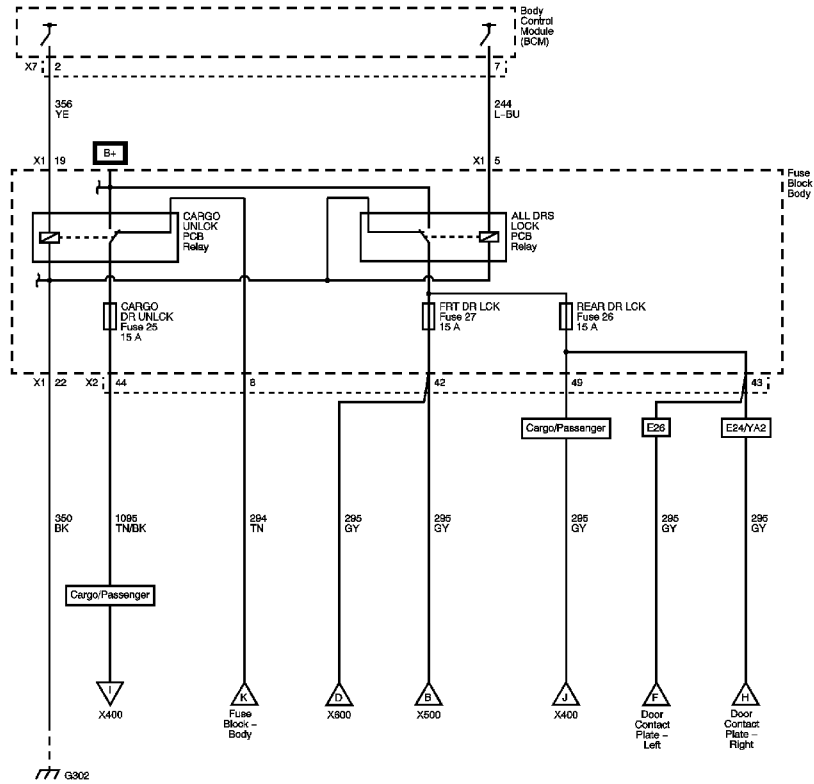 Body
Control
Module
(BCM)
X7 2
7
356
YE
244
L-BU
B+
X1 19
X1 5
Fuse
Block
Body
CARGO
UNLCK
PCB
Relay
ALL DRS
LOCK
PCB
Relay
CARGO
DR UNLCK
Fuse 25
15 A
FRT DR LCK
Fuse 27
15 A
REAR DR LCK
Fuse 26
15 A
X1 22 X2 44 8 42 49 43
Cargo/Passenger
E26
E24/YA2
350
BK
1095
TN/BK
294
TN
295
GY
295
GY
295
GY
295
GY
295
GY
Cargo/Passenger
I
X400
K
Fuse
Block –
Body
D
X600
B
X500
J
X400
F
Door
Contact
Plate –
Left
H
Door
Contact
Plate –
Right
G302